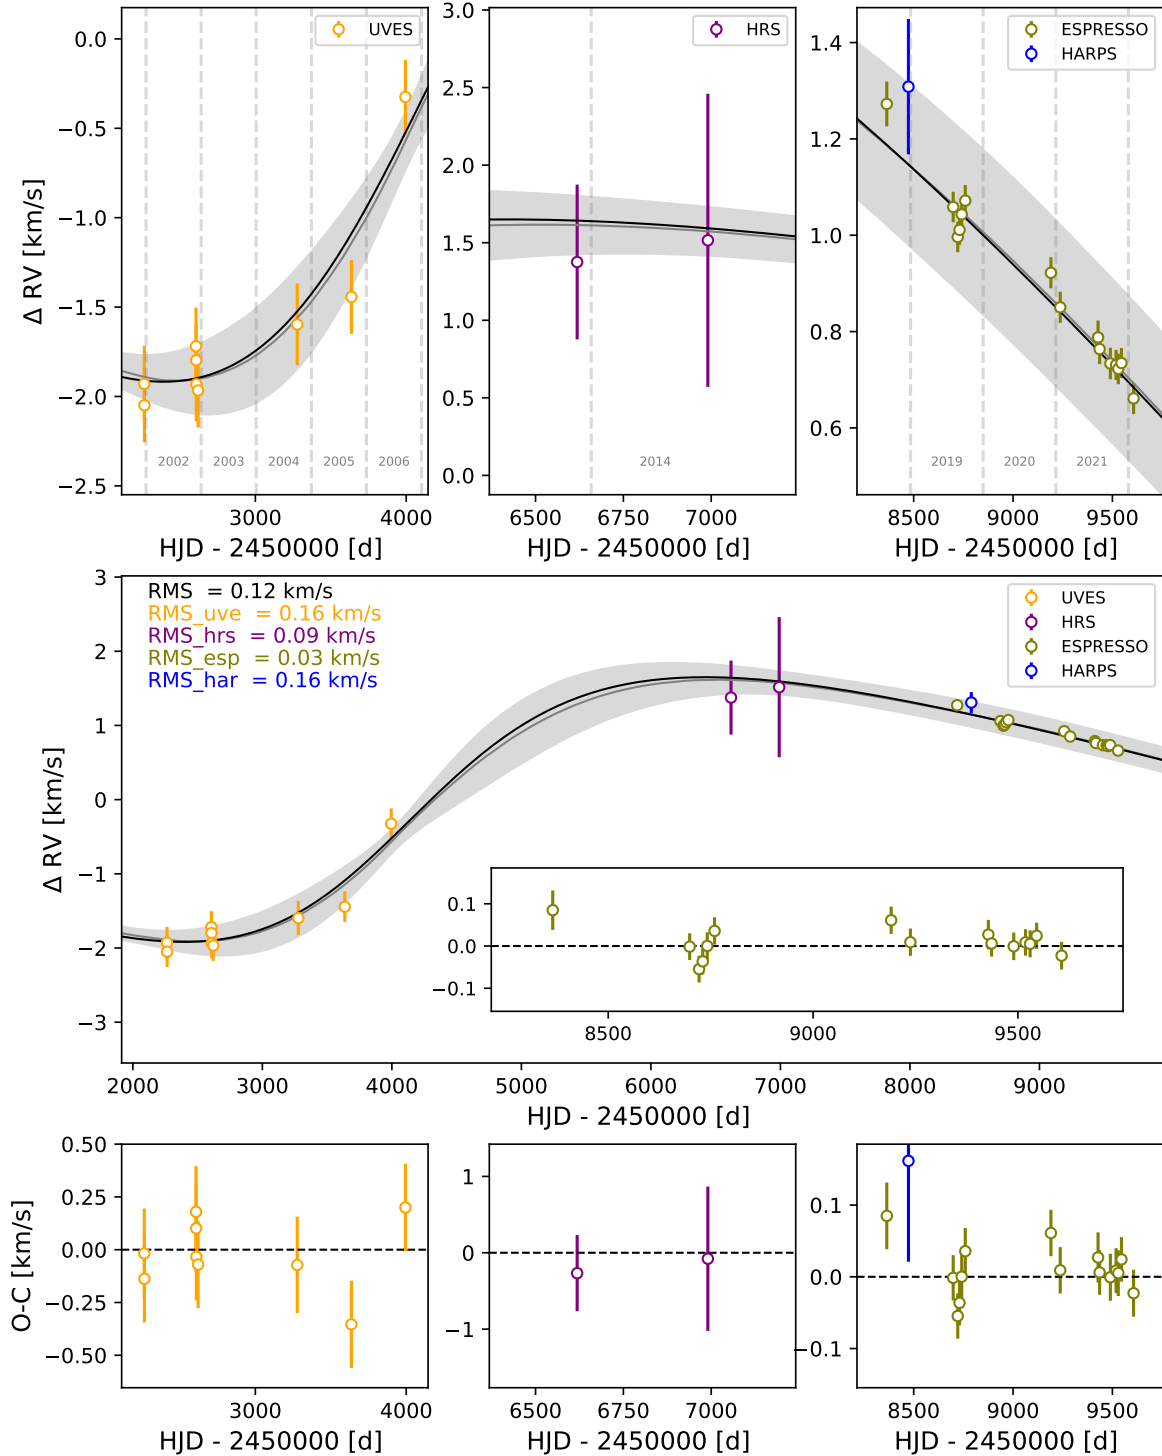 UVES
0.0
−0.5
−1.0
−1.5
−2.0
−2.5
2002 2003 2004 2005 2006
3000 4000
HJD - 2450000 [d]
Δ RV [km/s]
HRS
3.0
2.5
2.0
1.5
1.0
0.5
0.0
2014
6500 6750 7000
HJD - 2450000 [d]
ESPRESSO
HARPS
1.4
1.2
1.0
0.8
0.6
2019 2020 2021
8500 9000 9500
HJD - 2450000 [d]
RMS = 0.12 km/s
RMS_uve = 0.16 km/s
RMS_hrs = 0.09 km/s
RMS_esp = 0.03 km/s
RMS_har = 0.16 km/s
UVES
HRS
ESPRESSO
HARPS
3
2
1
0
−1
−2
−3
Δ RV [km/s]
0.1
0.0
−0.1
8500 9000 9500
2000 3000 4000 5000 6000 7000 8000 9000
HJD - 2450000 [d]
0.50
0.25
0.00
−0.25
−0.50
O-C [km/s]
3000 4000
HJD - 2450000 [d]
1
0
−1
6500 6750 7000
HJD - 2450000 [d]
0.1
0.0
−0.1
8500 9000 9500
HJD - 2450000 [d]